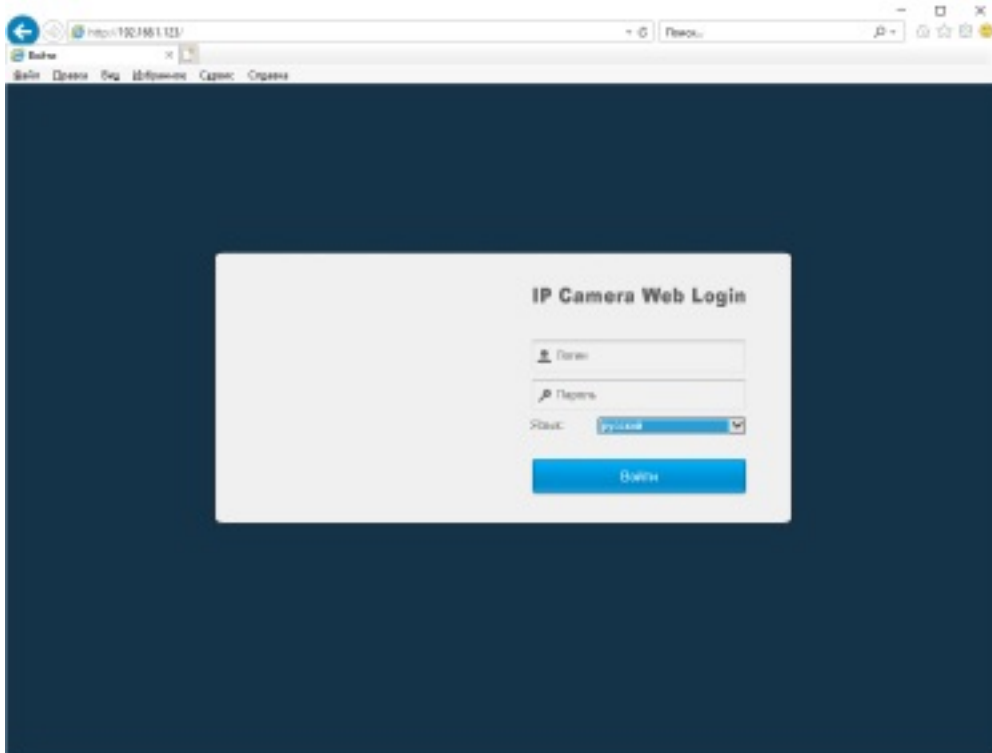 http://192.168.1.123/
Поиск...
Войти
Файл Правка Вид Избранное Сервис Справка
IP Camera Web Login
Логин
Пароль
Язык:
русский
Войти